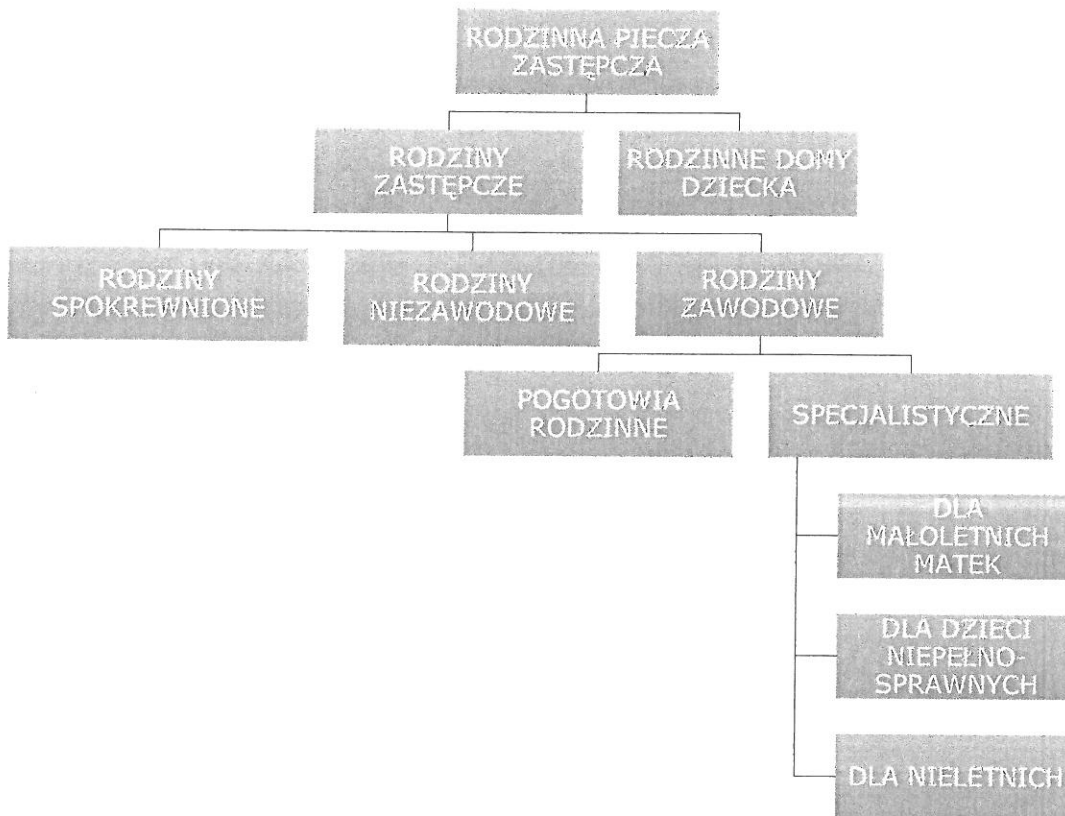 RODZINNA PIECZA
ZASTĘPCZA
RODZINY
ZASTĘPCZE
RODZINNE DOMY
DZIECKA
RODZINY
SPOKREWNIONE
RODZINY
NIEZAWODOWE
RODZINY
ZAWODOWE
POGOTOWIA
RODZINNE
SPECJALISTYCZNE
DLA
MAŁOLETNICH
MATEK
DLA DZIECI
NIEPEŁNO-
SPRAWNYCH
DLA NIELETNICH